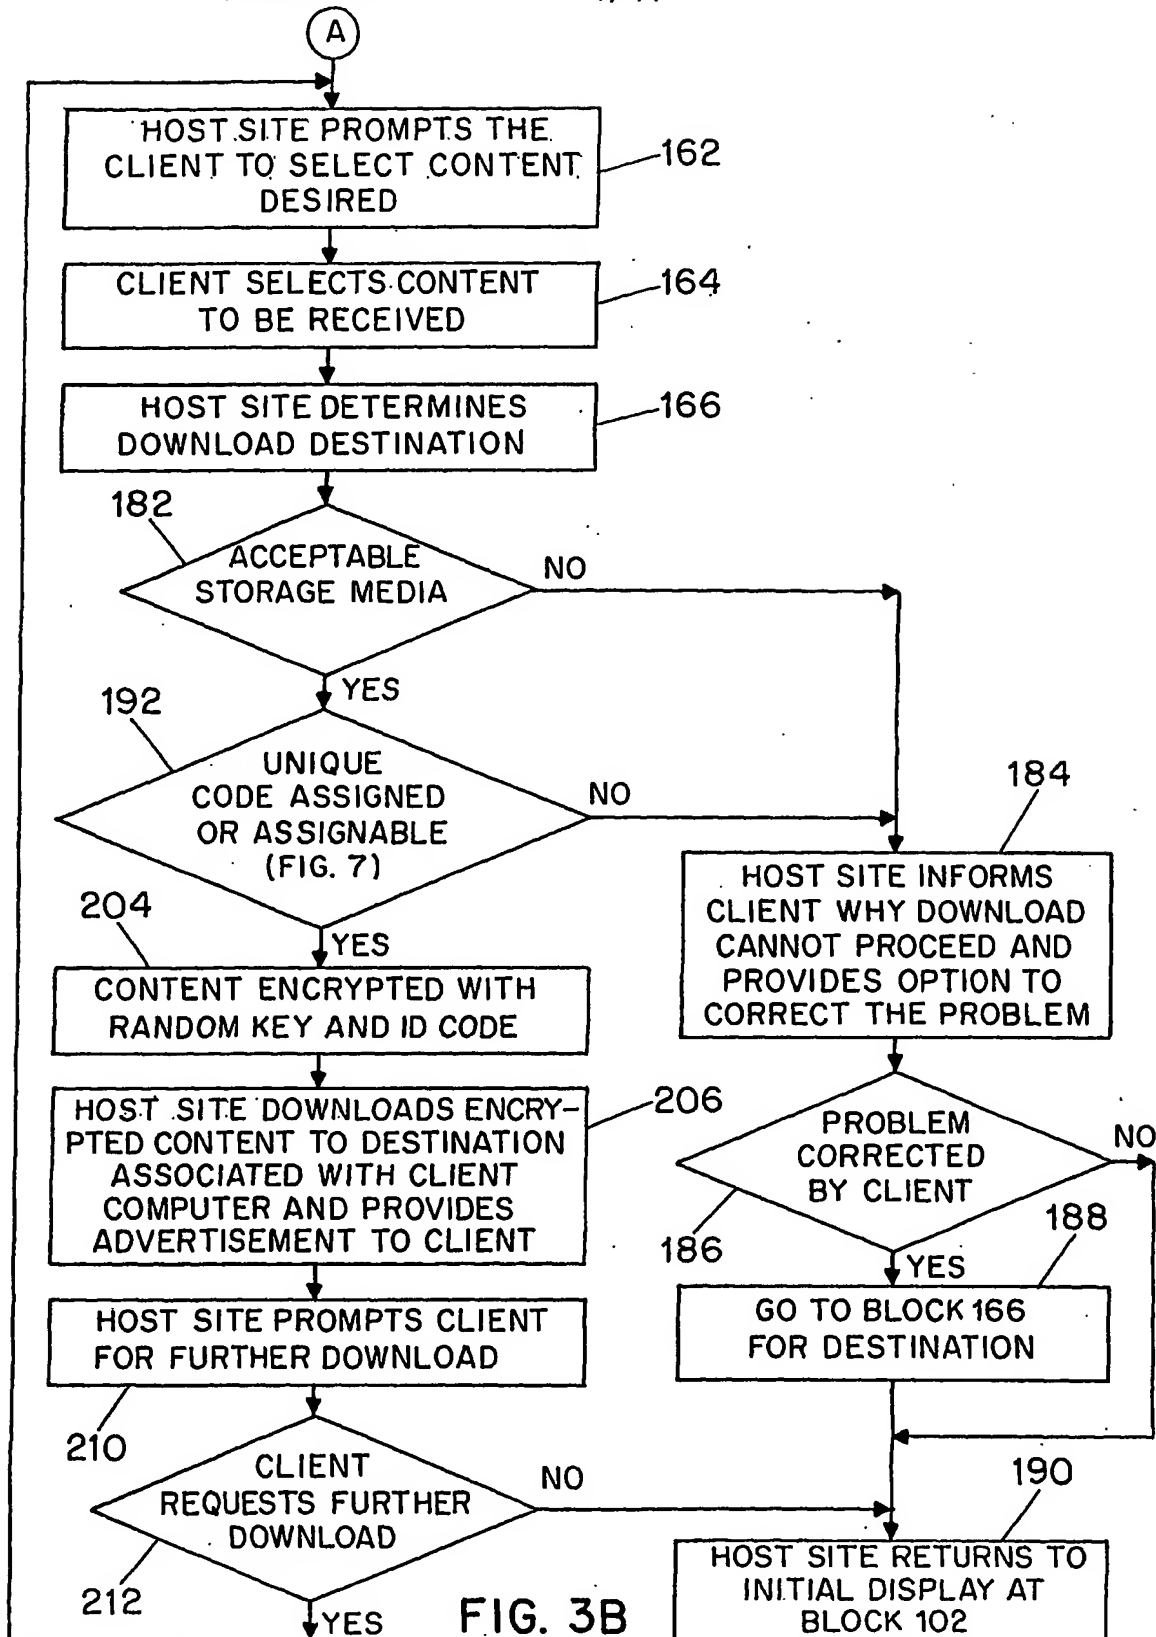 A
HOST SITE PROMPTS THE
CLIENT TO SELECT CONTENT
DESIRED
162
CLIENT SELECTS CONTENT
TO BE RECEIVED
164
HOST SITE DETERMINES
DOWNLOAD DESTINATION
166
182
ACCEPTABLE
STORAGE MEDIA
NO
YES
192
UNIQUE
CODE ASSIGNED
OR ASSIGNABLE
(FIG. 7)
NO
YES
184
HOST SITE INFORMS
CLIENT WHY DOWNLOAD
CANNOT PROCEED AND
PROVIDES OPTION TO
CORRECT THE PROBLEM
204
CONTENT ENCRYPTED WITH
RANDOM KEY AND ID CODE
HOST SITE DOWNLOADS ENCRY-
PTED CONTENT TO DESTINATION
ASSOCIATED WITH CLIENT
COMPUTER AND PROVIDES
ADVERTISEMENT TO CLIENT
206
PROBLEM
CORRECTED
BY CLIENT
NO
186
YES
188
GO TO BLOCK 166
FOR DESTINATION
HOST SITE PROMPTS CLIENT
FOR FURTHER DOWNLOAD
210
CLIENT
REQUESTS FURTHER
DOWNLOAD
NO
212
YES
190
HOST SITE RETURNS TO
INITIAL DISPLAY AT
BLOCK 102
FIG. 3B